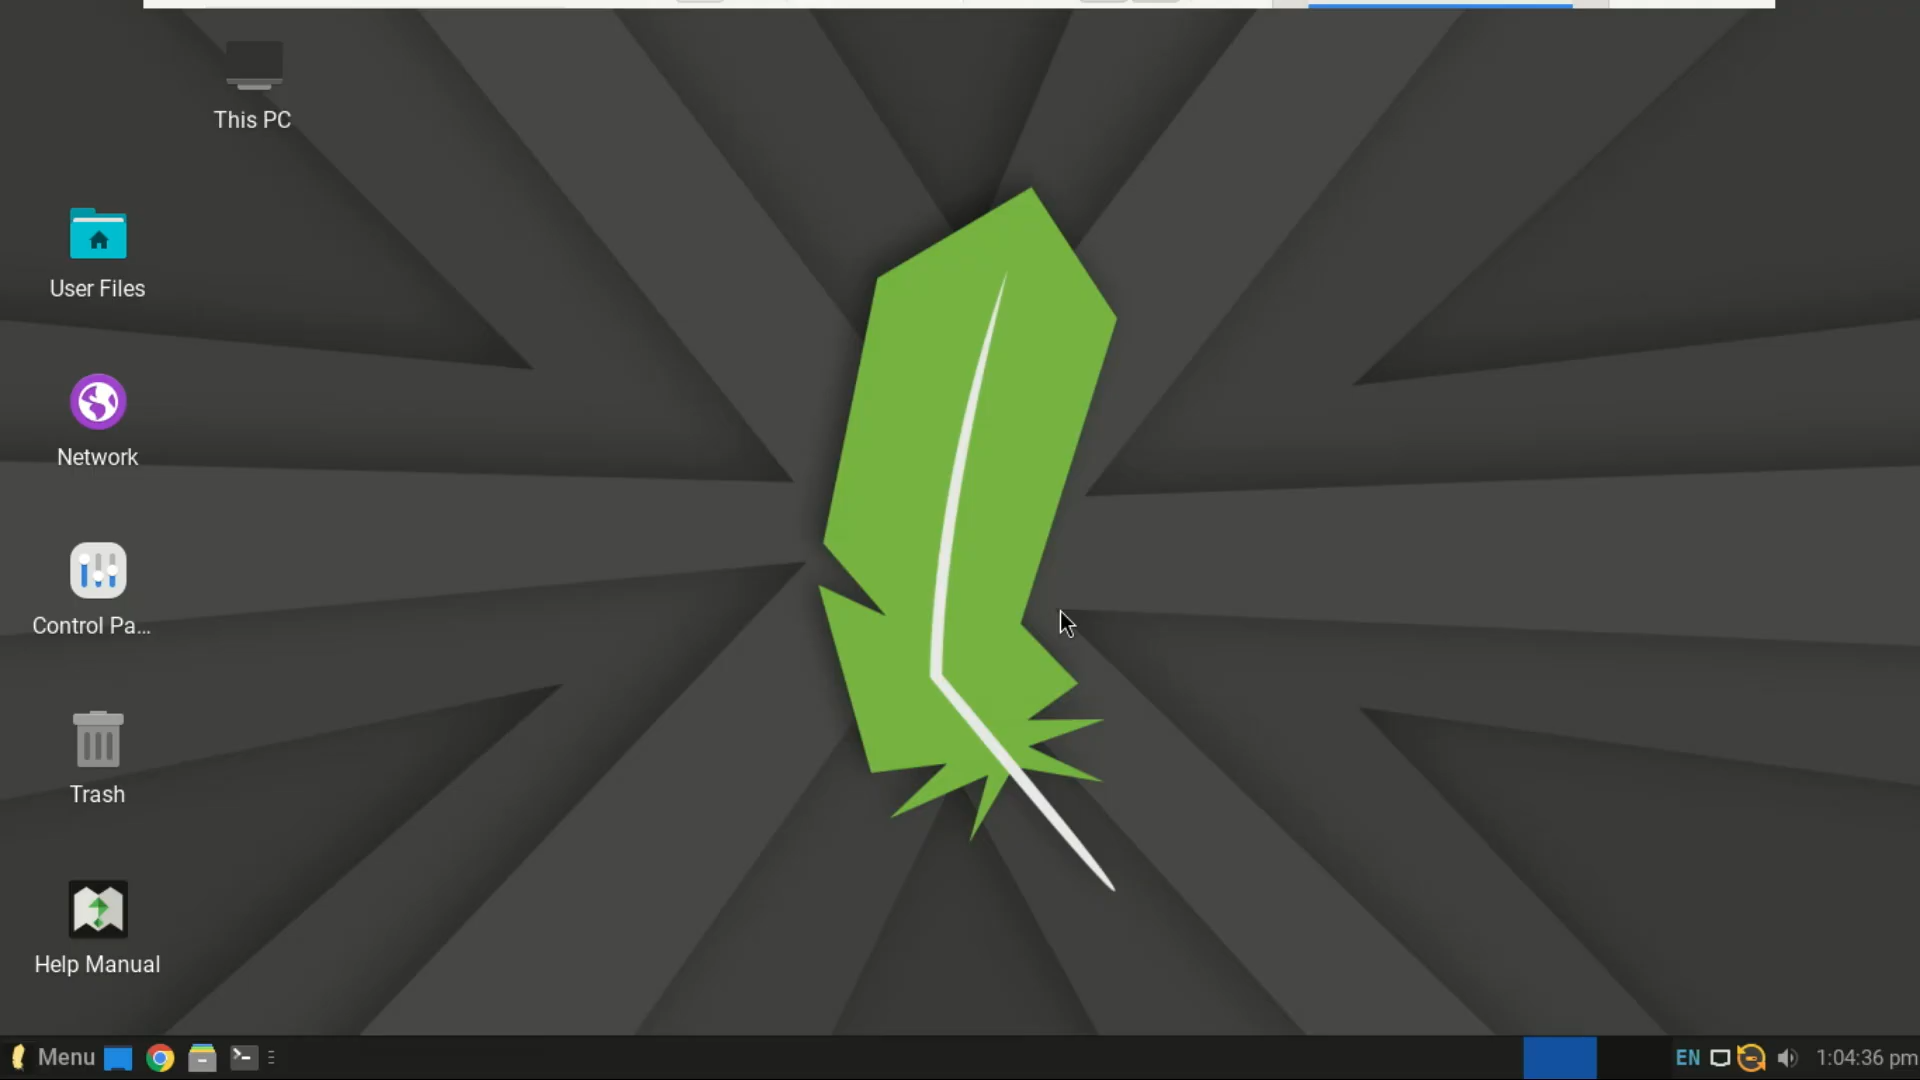 This PC
User Files
Network
Control Pa...
Trash
Help Manual
Menu
EN
1:04:36 pm